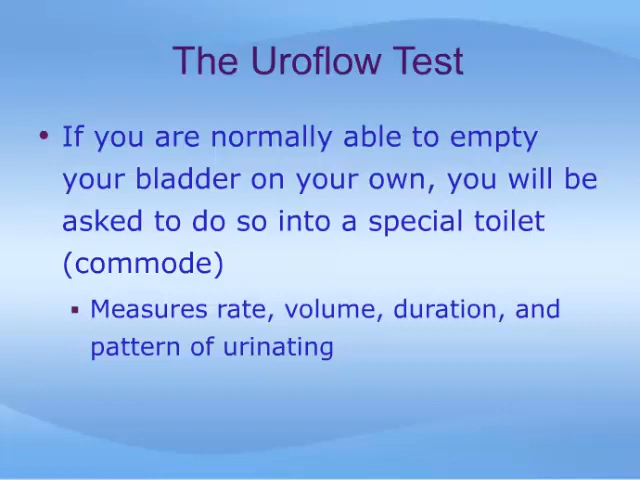 The Uroflow Test
• If you are normally able to empty
your bladder on your own, you will be
asked to do so into a special toilet
(commode)
▪ Measures rate, volume, duration, and
pattern of urinating